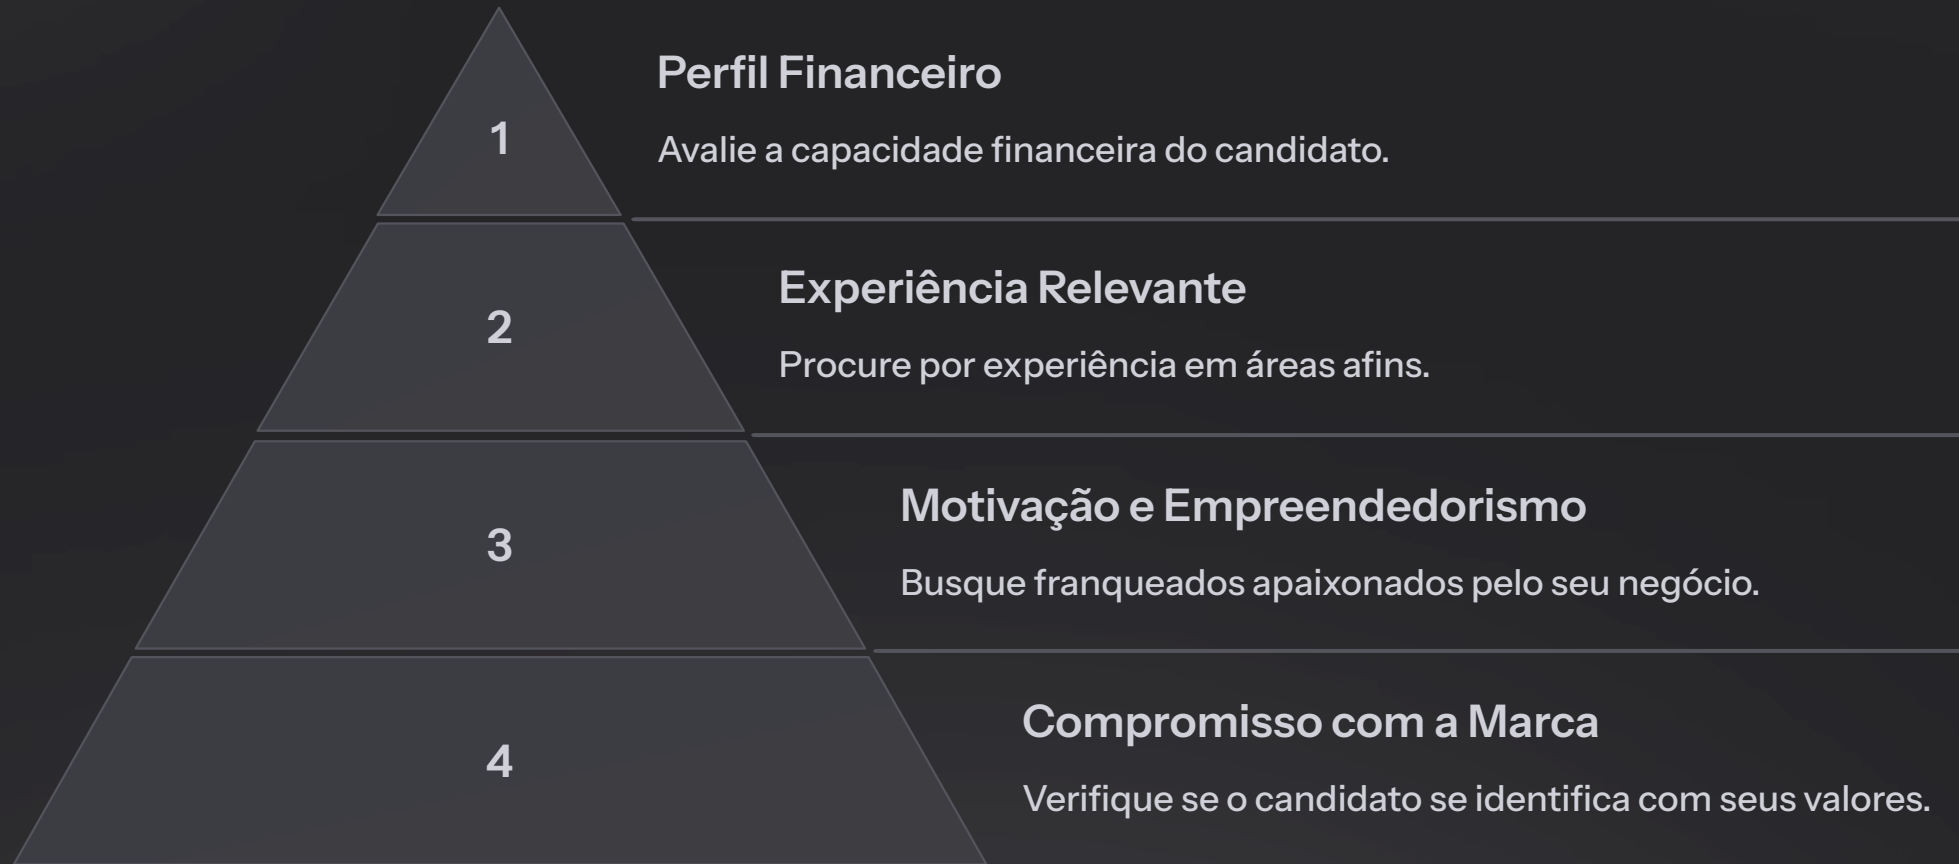 1
Perfil Financeiro
Avalie a capacidade financeira do candidato.
2
Experiência Relevante
Procure por experiência em áreas afins.
3
Motivação e Empreendedorismo
Busque franqueados apaixonados pelo seu negócio.
4
Compromisso com a Marca
Verifique se o candidato se identifica com seus valores.